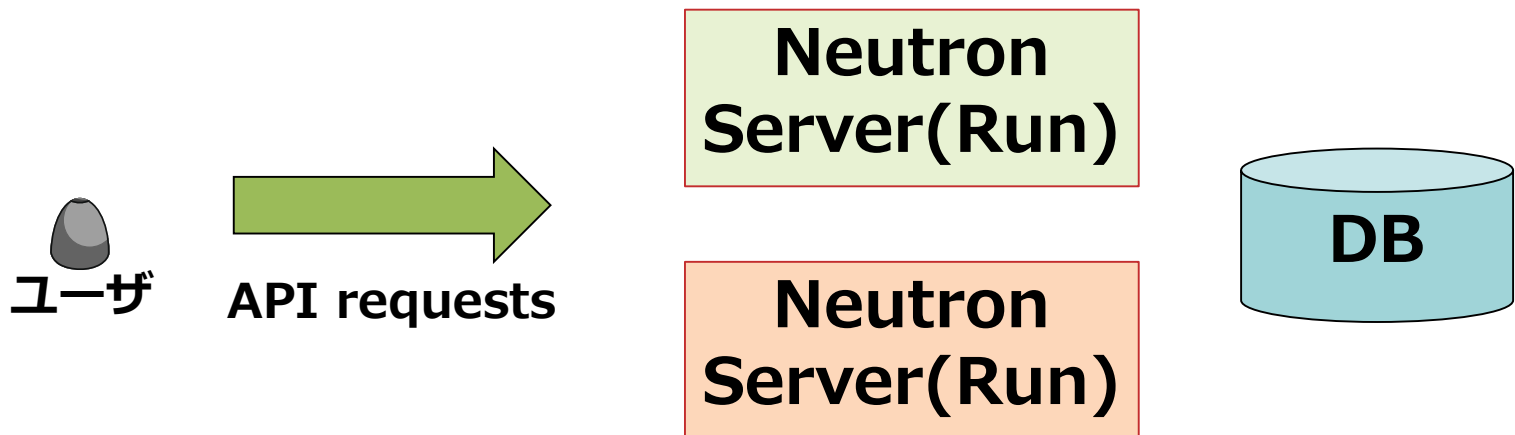 Neutron
Server(Run)
ユーザ
API requests
Neutron
Server(Run)
DB